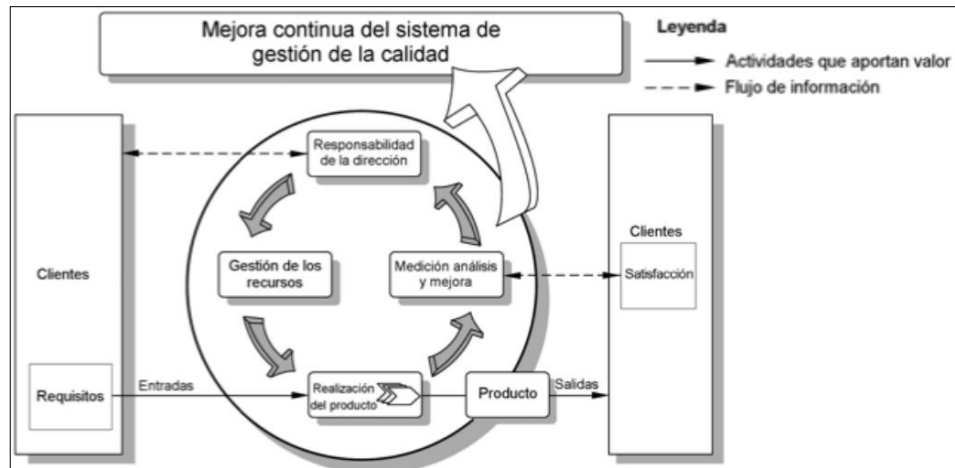 Mejora continua del sistema de
gestión de la calidad
Leyenda
Actividades que aportan valor
Flujo de información
Responsabilidad
de la dirección
Clientes
Gestión de los
recursos
Medición análisis
y mejora
Clientes
Satisfacción
Requisitos
Entradas
Realización
del producto
Producto
Salidas